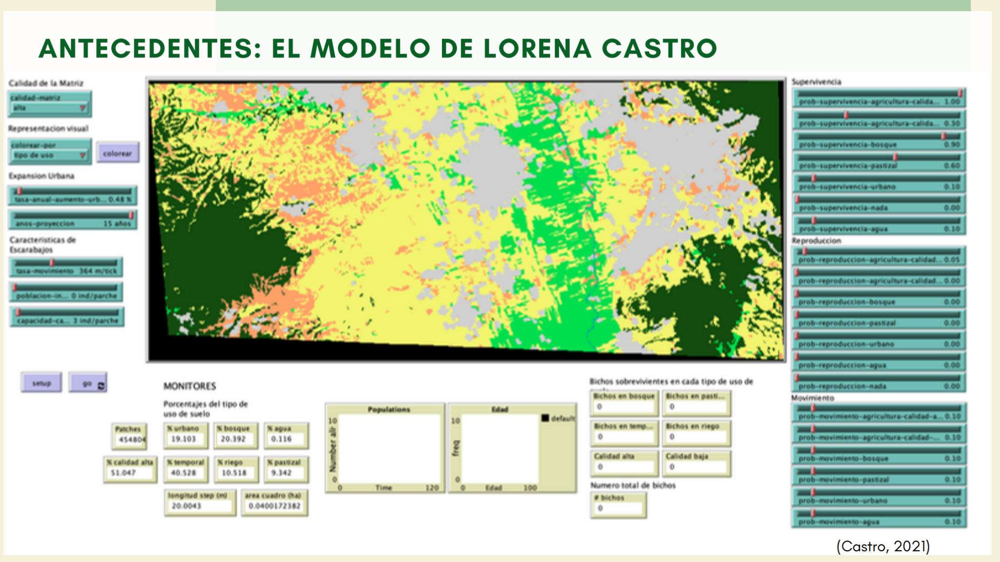 ANTECEDENTES: EL MODELO DE LORENA CASTRO
Calidad de la Matriz
calidad-matriz
alta
Representacion visual
colorear-por
tipo de uso
colorear
Expansion Urbana
tasa-anual-aumento-urb... 0.48 %
anos-proyeccion 15 años
Caracteristicas de
Escarabajos
tasa-movimiento 364 m/tick
poblacion-in... 0 ind/parche
capacidad-ca... 3 ind/parche
setup
go
MONITORES
Porcentajes del tipo de
uso de suelo
Patches
454804
% urbano
19.103
% bosque
20.392
% agua
0.116
% calidad alta
51.047
% temporal
40.528
% riego
10.518
% pastizal
9.342
longitud step (m)
20.0043
area cuadro (ha)
0.0400172382
Populations
10
Number alr
0
0
Time
120
Edad
10
freq
0
0
Edad
100
default
Bichos sobrevivientes en cada tipo de uso de
Bichos en bosque
0
Bichos en pasti...
0
Bichos en temp...
0
Bichos en riego
0
Calidad alta
0
Calidad baja
0
Numero total de bichos
# bichos
0
Supervivencia
prob-supervivencia-agricultura-calida... 1.00
prob-supervivencia-agricultura-calida... 0.30
prob-supervivencia-bosque 0.90
prob-supervivencia-pastizal 0.60
prob-supervivencia-urbano 0.10
prob-supervivencia-nada 0.00
prob-supervivencia-agua 0.10
Reproduccion
prob-reproduccion-agricultura-calidad... 0.05
prob-reproduccion-agricultura-calidad... 0.00
prob-reproduccion-bosque 0.00
prob-reproduccion-pastizal 0.00
prob-reproduccion-urbano 0.00
prob-reproduccion-agua 0.00
prob-reproduccion-nada 0.00
Movimiento
prob-movimiento-agricultura-calidad-a... 0.10
prob-movimiento-agricultura-calidad-... 0.10
prob-movimiento-bosque 0.10
prob-movimiento-pastizal 0.10
prob-movimiento-urbano 0.10
prob-movimiento-agua 0.10
(Castro, 2021)